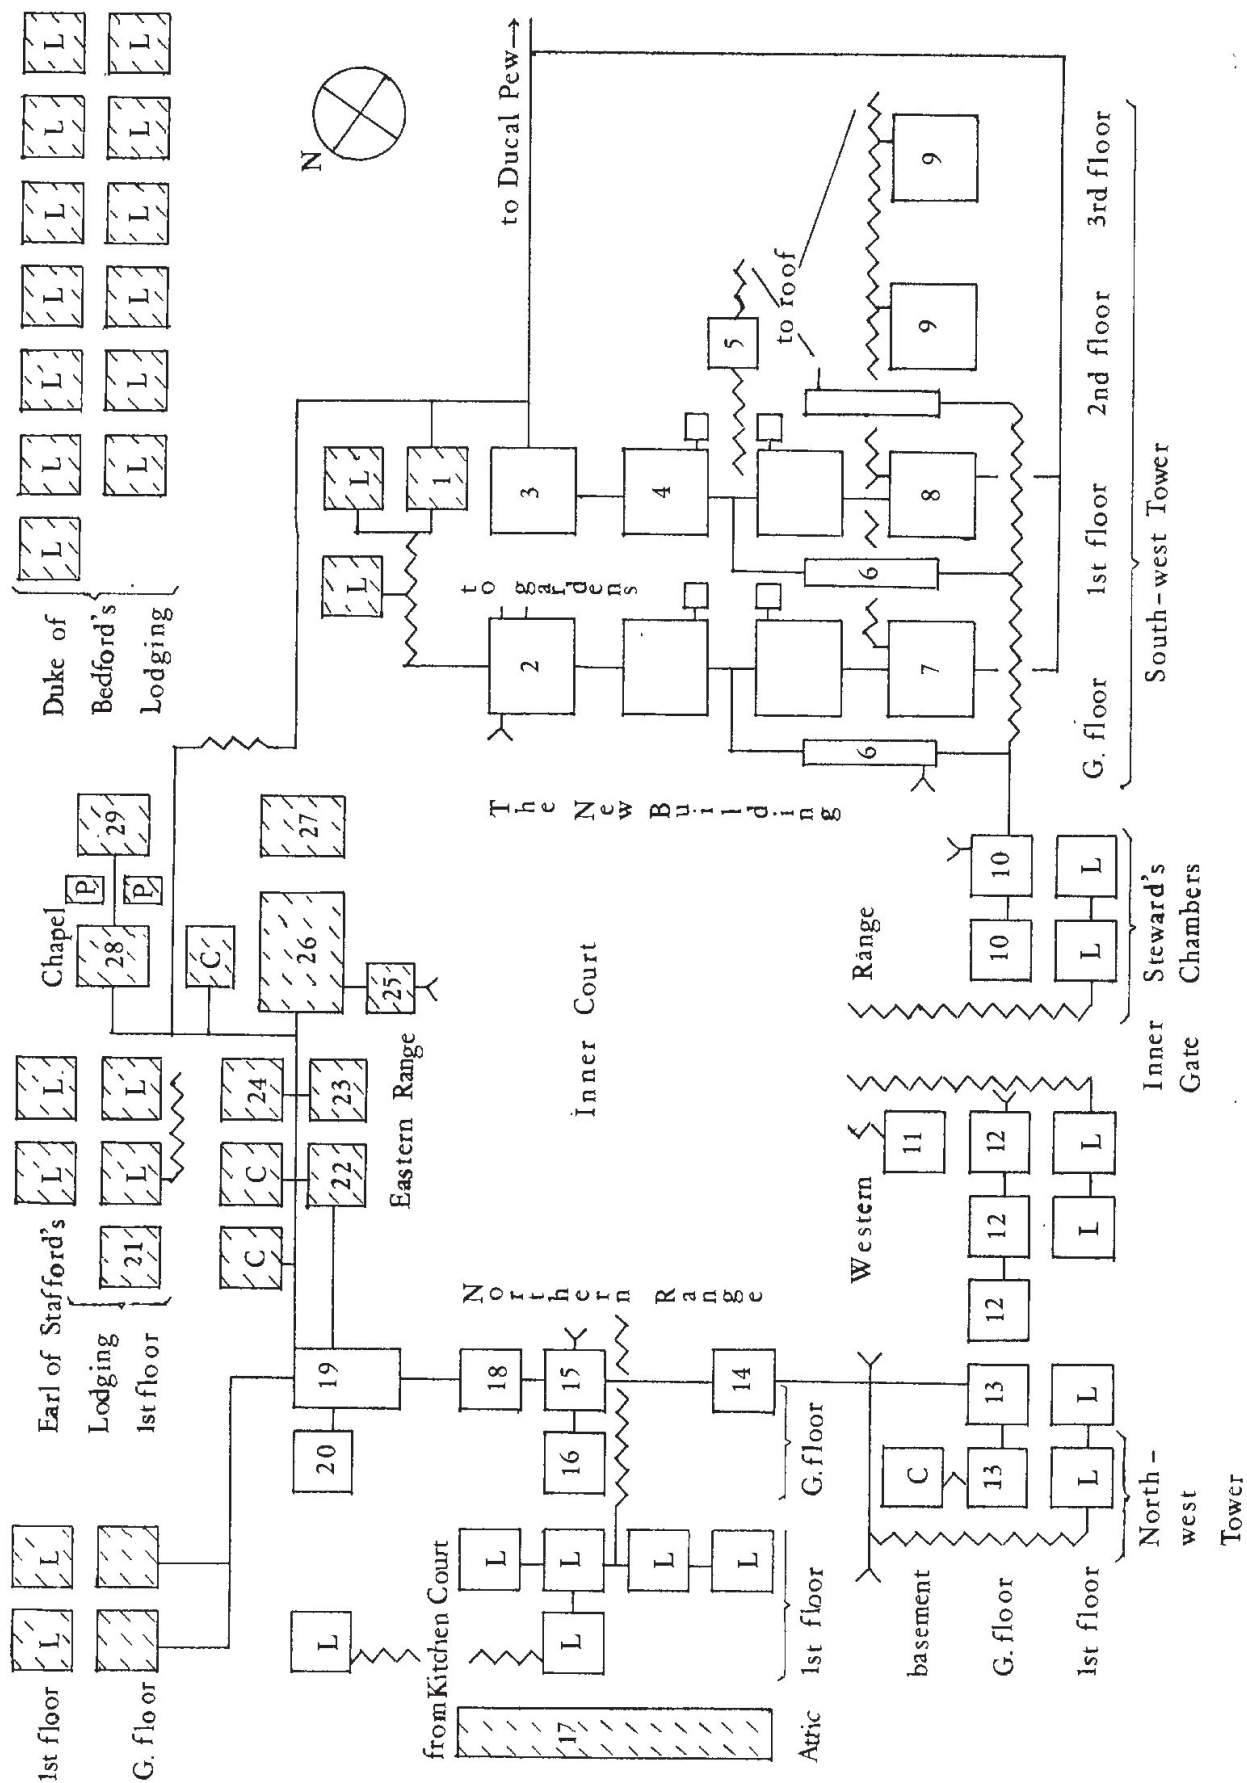 1st floor
G. floor
L
L
Earl of Stafford's
Lodging
1st floor
L
L
21
L
L
Chapel
28
29
P
P
Duke of
Bedford's
Lodging
L
L
L
L
L
L
L
L
L
L
L
L
L
20
19
C
C
24
22
23
Eastern Range
C
26
27
25
L
L
1
N
from Kitchen Court
17
Attic
L
L
L
L
L
L
1st floor
16
18
15
14
G. floor
Northern Range
Inner Court
The New Building
2
to gardens
3
to Ducal Pew→
4
5
to roof
6
6
7
8
9
9
G. floor
1st floor
2nd floor
3rd floor
South-west Tower
basement
G. floor
1st floor
C
13
13
L
L
North-
west
Tower
Western
Range
11
12
12
12
L
L
Inner
Gate
10
10
L
L
Steward's
Chambers